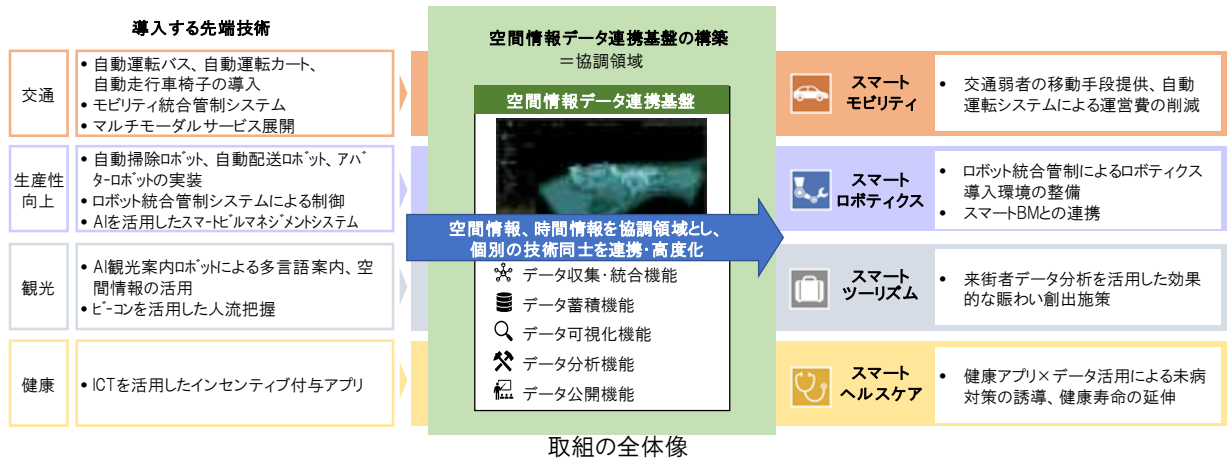 導入する先端技術
交通
• 自動運転バス、自動運転カート、
自動走行車椅子の導入
• モビリティ統合管制システム
• マルチモーダルサービス展開
生産性
向上
• 自動掃除ロボット、自動配送ロボット、アバ
ターロボットの実装
• ロボット統合管制システムによる制御
• AIを活用したスマートビルマネジメントシステム
観光
• AI観光案内ロボットによる多言語案内、空
間情報の活用
• ビーコンを活用した人流把握
健康
• ICTを活用したインセンティブ付与アプリ
空間情報データ連携基盤の構築
＝協調領域
空間情報データ連携基盤
空間情報、時間情報を協調領域とし、
個別の技術同士を連携・高度化
データ収集・統合機能
データ蓄積機能
データ可視化機能
データ分析機能
データ公開機能
スマート
モビリティ
• 交通弱者の移動手段提供、自動
運転システムによる運営費の削減
スマート
ロボティクス
• ロボット統合管制によるロボティクス
導入環境の整備
• スマートBMとの連携
スマート
ツーリズム
• 来街者データ分析を活用した効果
的な賑わい創出施策
スマート
ヘルスケア
• 健康アプリ×データ活用による未病
対策の誘導、健康寿命の延伸
取組の全体像